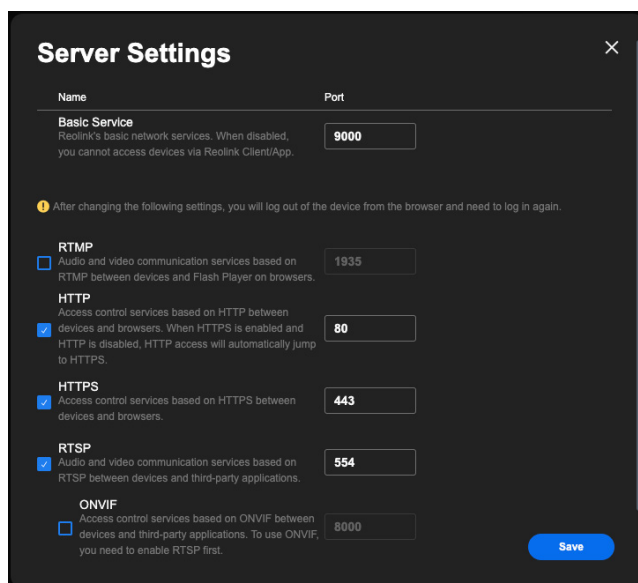 Server Settings
Name Port
Basic Service
Reolink's basic network services. When disabled,
you cannot access devices via Reolink Client/App.
9000
After changing the following settings, you will log out of the device from the browser and need to log in again.
RTMP
Audio and video communication services based on
RTMP between devices and Flash Player on browsers.
1935
HTTP
Access control services based on HTTP between
devices and browsers. When HTTPS is enabled and
HTTP is disabled, HTTP access will automatically jump
to HTTPS.
80
HTTPS
Access control services based on HTTPS between
devices and browsers.
443
RTSP
Audio and video communication services based on
RTSP between devices and third-party applications.
554
ONVIF
Access control services based on ONVIF between
devices and third-party applications. To use ONVIF,
you need to enable RTSP first.
8000
Save